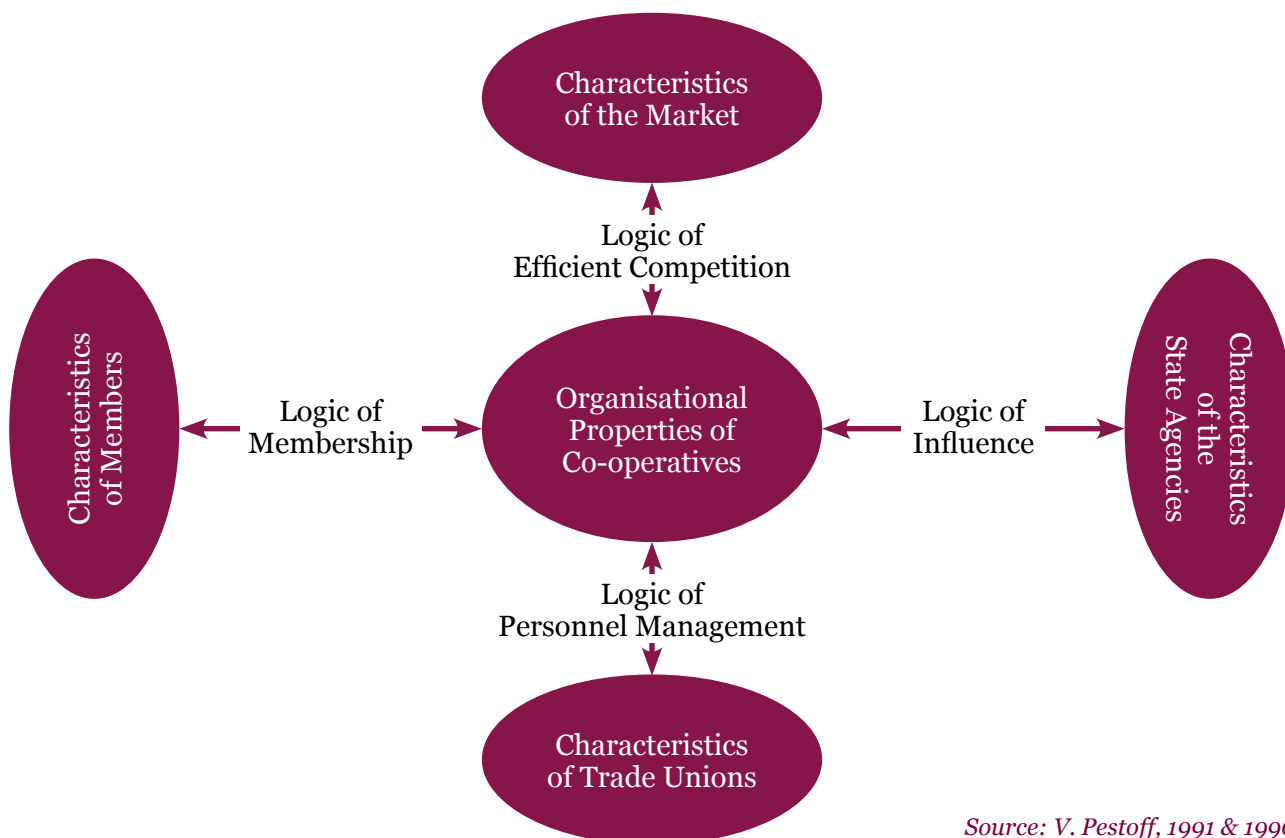 Characteristics
of the Market
Logic of
Efficient Competition
Characteristics
of Members
Logic of
Membership
Organisational
Properties of
Co-operatives
Logic of
Influence
Characteristics
of the
State Agencies
Logic of
Personnel Management
Characteristics
of Trade Unions
Source: V. Pestoff, 1991 &